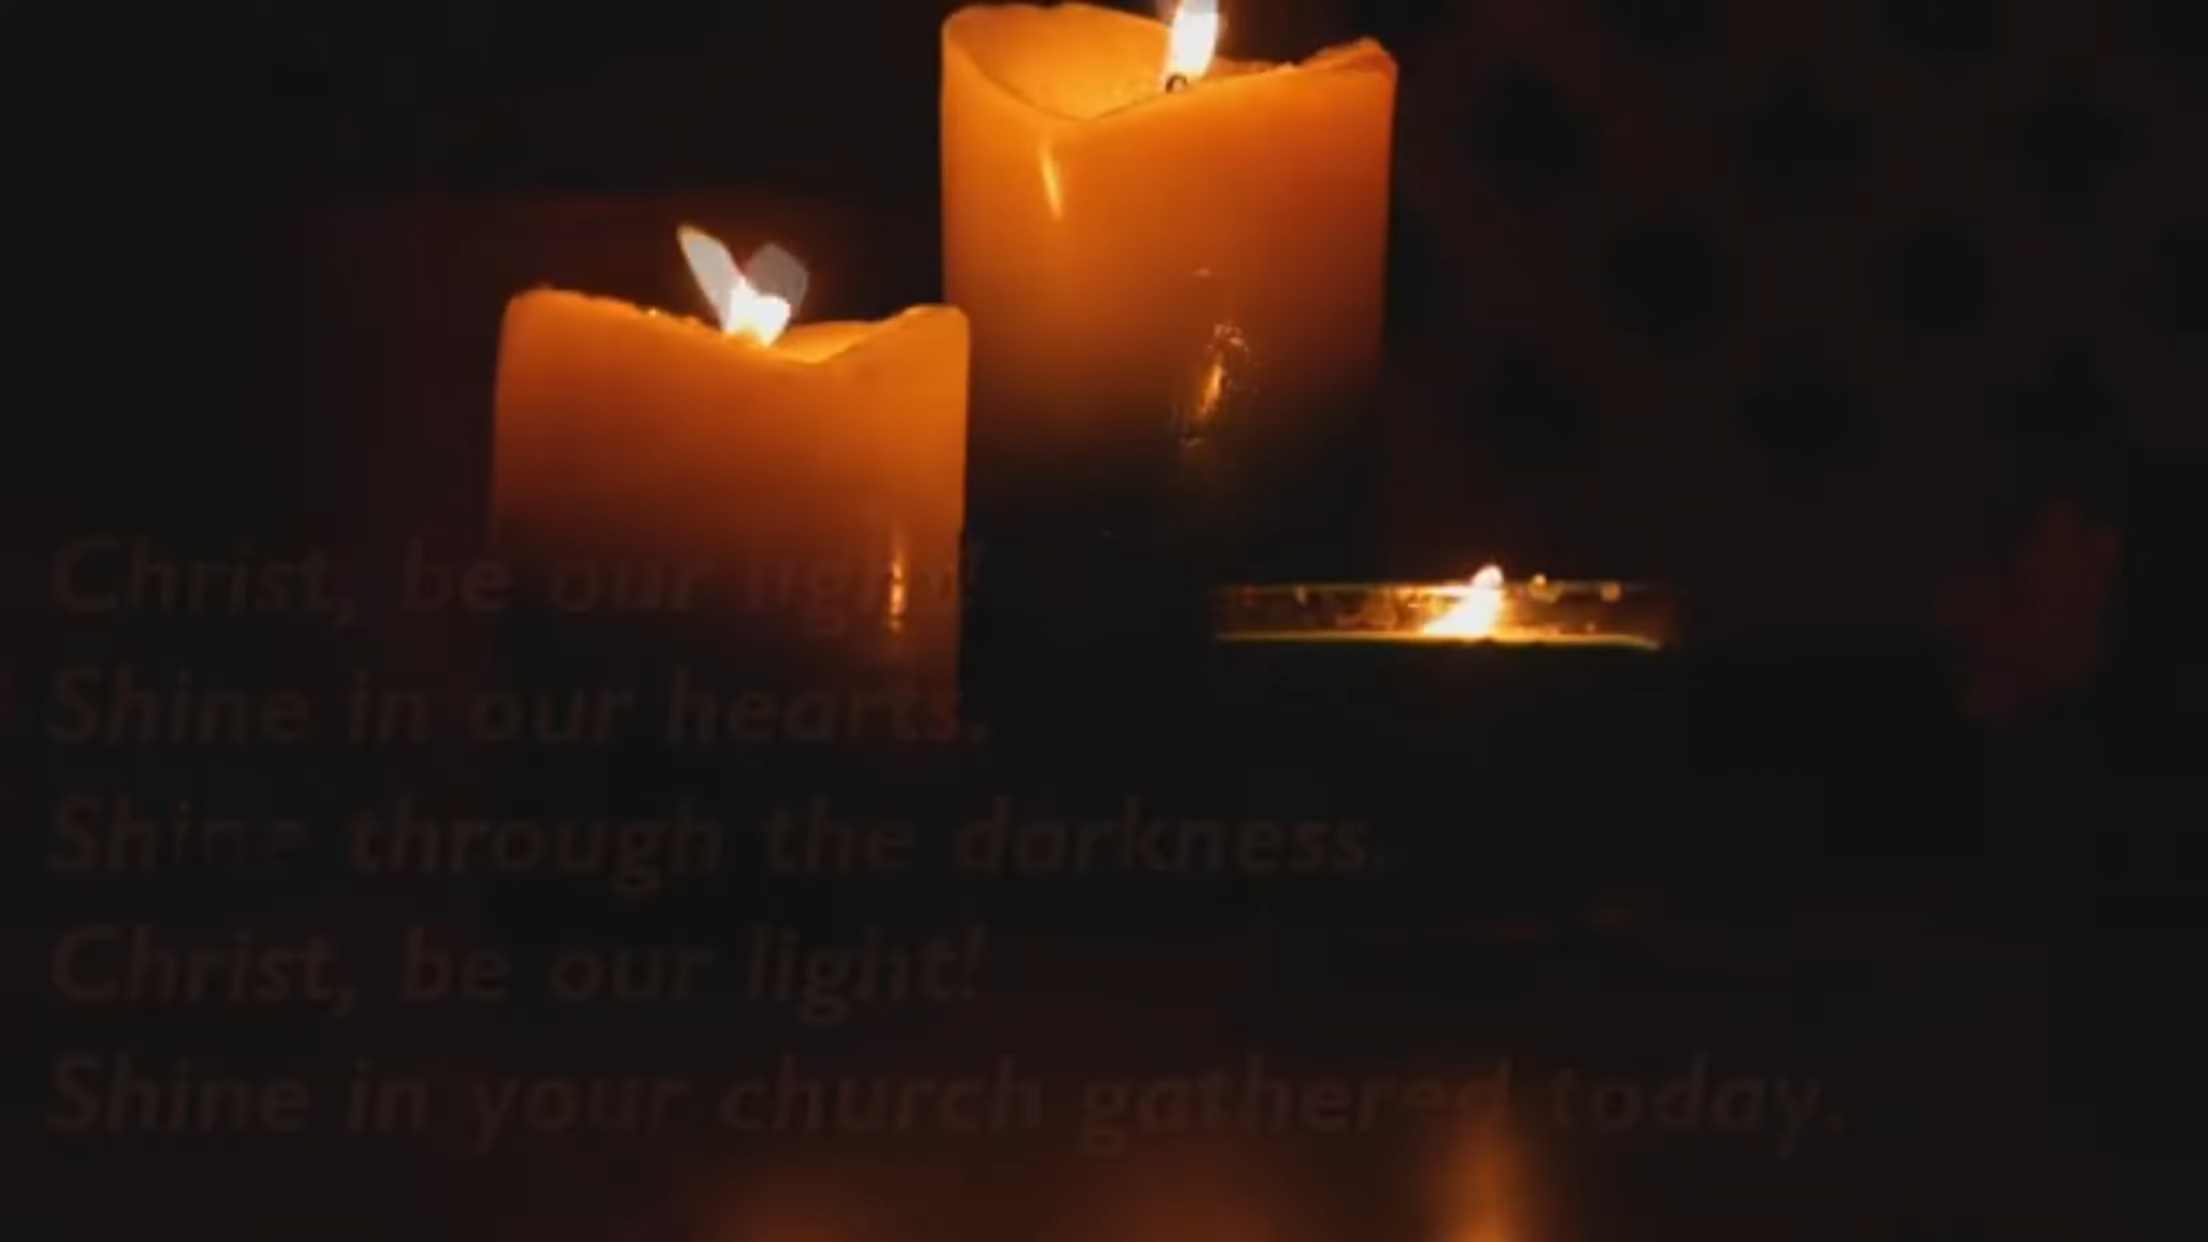 Christ, be our light!
Shine in our hearts.
Shine through the darkness.
Christ, be our light!
Shine in your church gathered today.